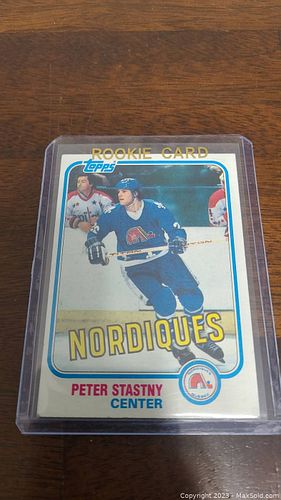 ROOKIE CARD
topps
NORDIQUES
PETER STASTNY
CENTER
Copyright 2023 - MaxSold.com